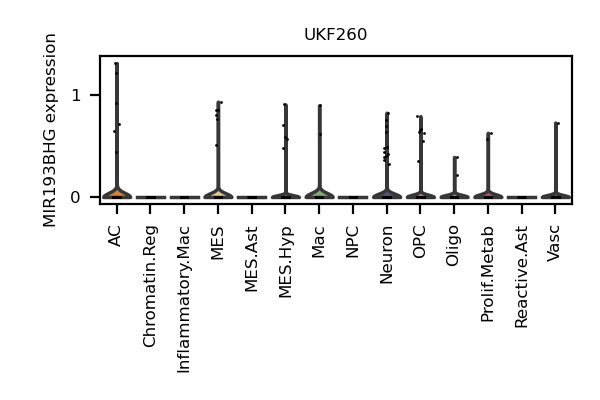 UKF260
MIR193BHG expression
1
0
AC
Chromatin.Reg
Inflammatory.Mac
MES
MES.Ast
MES.Hyp
Mac
NPC
Neuron
OPC
Oligo
Prolif.Metab
Reactive.Ast
Vasc